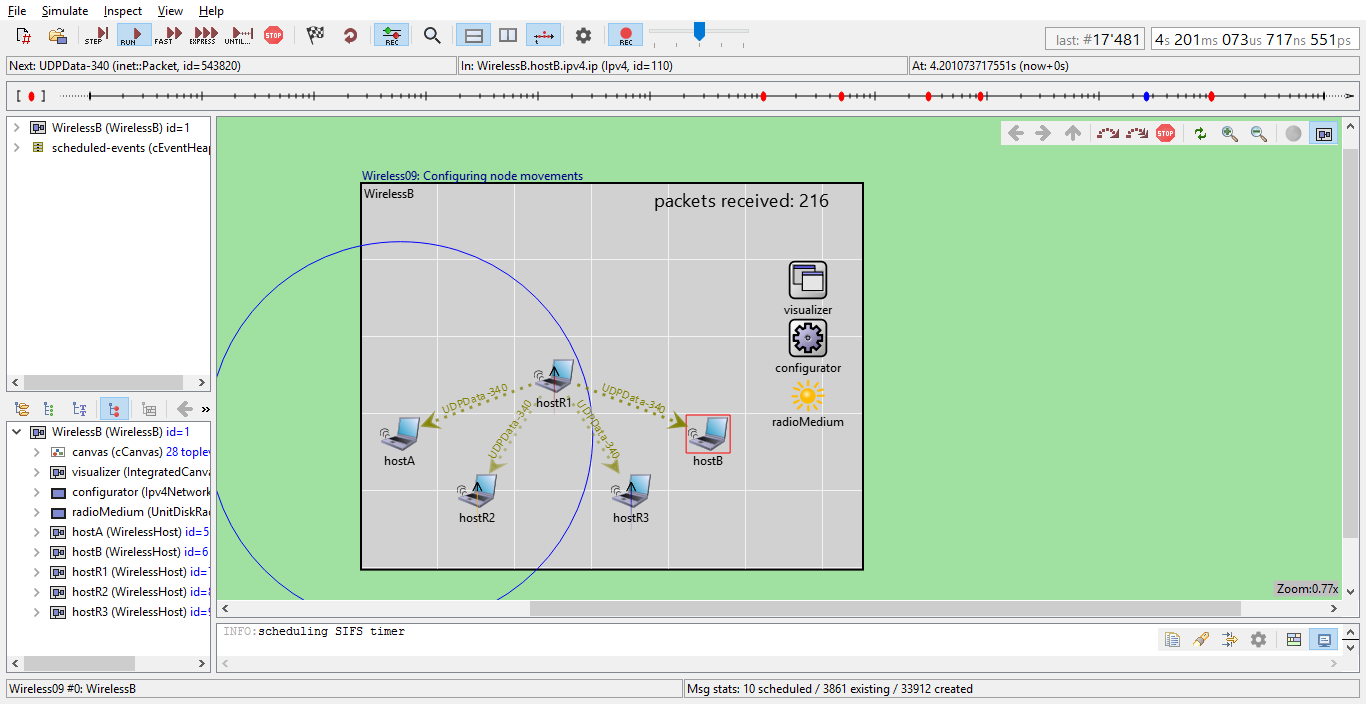 File Simulate Inspect View Help
STEP RUN FAST EXPRESS UNTIL... STOP REC REC
last: #17'481 4s 201ms 073us 717ns 551ps
Next: UDPData-340 (inet::Packet, id=543820) In: WirelessB.hostB.ipv4.ip (Ipv4, id=110) At: 4.201073717551s (now+0s)
WirelessB (WirelessB) id=1
scheduled-events (cEventHeap
STOP
Wireless09: Configuring node movements
WirelessB
packets received: 216
visualizer
configurator
radioMedium
UDPData-340
UDPData-340
UDPData-340
UDPData-340
hostR1
hostA
hostB
hostR2
hostR3
Zoom:0.77x
WirelessB (WirelessB) id=1
canvas (cCanvas) 28 toplev
visualizer (IntegratedCanva
configurator (Ipv4Network
radioMedium (UnitDiskRad
hostA (WirelessHost) id=5
hostB (WirelessHost) id=6
hostR1 (WirelessHost) id=
hostR2 (WirelessHost) id=
hostR3 (WirelessHost) id=
INFO:scheduling SIFS timer
Wireless09 #0: WirelessB Msg stats: 10 scheduled / 3861 existing / 33912 created